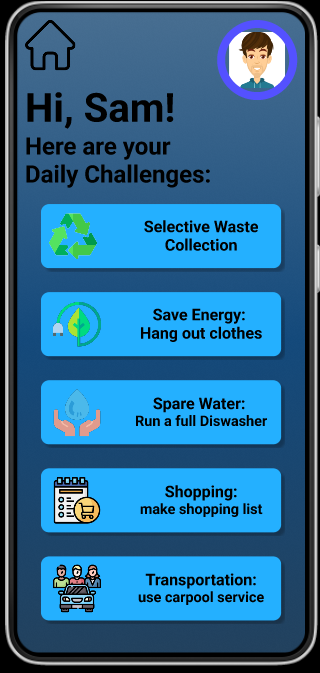 Hi, Sam!
Here are your
Daily Challenges:
Selective Waste
Collection
Save Energy:
Hang out clothes
Spare Water:
Run a full Diswasher
Shopping:
make shopping list
Transportation:
use carpool service